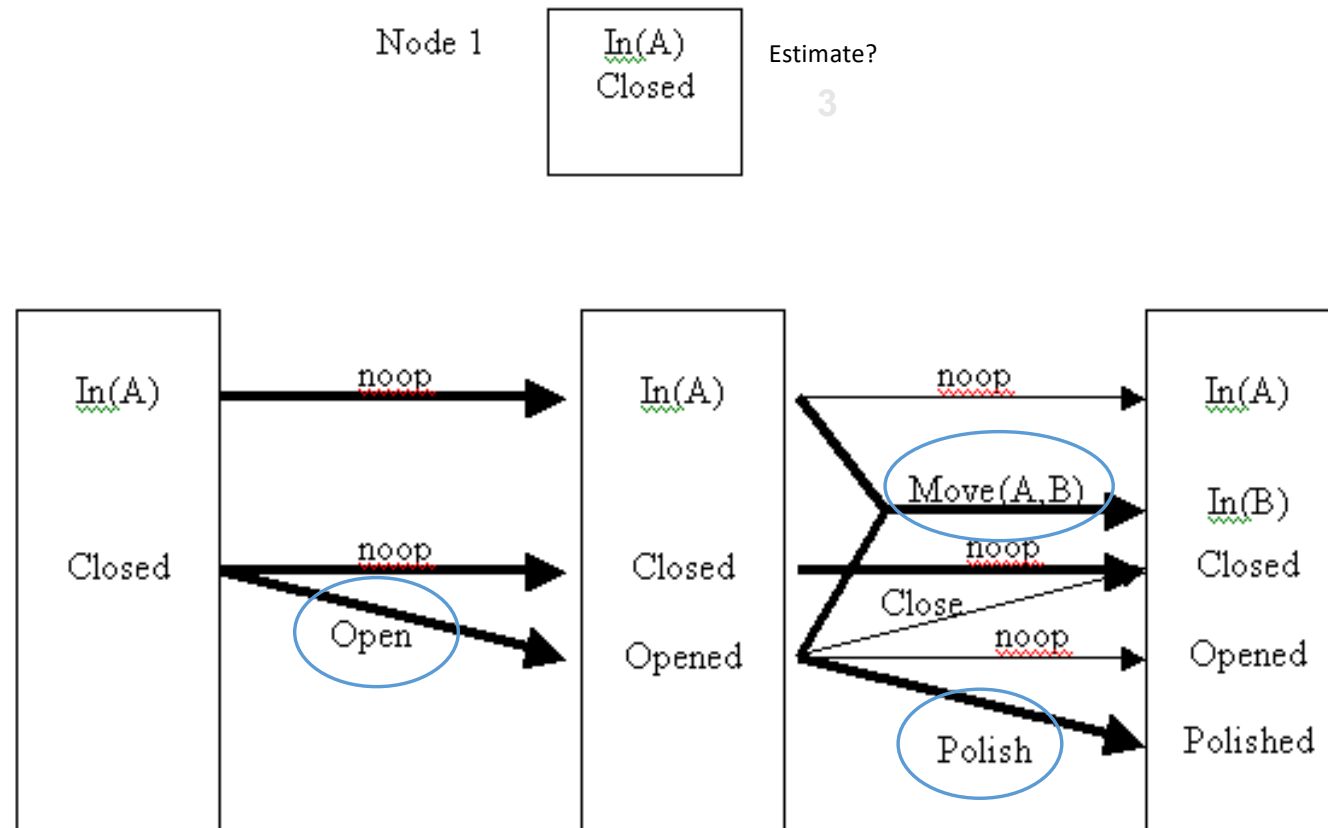 Node 1
In(A)
Closed
Estimate?
3
In(A)
noop
In(A)
noop
In(A)
Move(A,B)
In(B)
Closed
noop
Closed
noop
Closed
Close
Open
Opened
noop
Opened
Polish
Polished